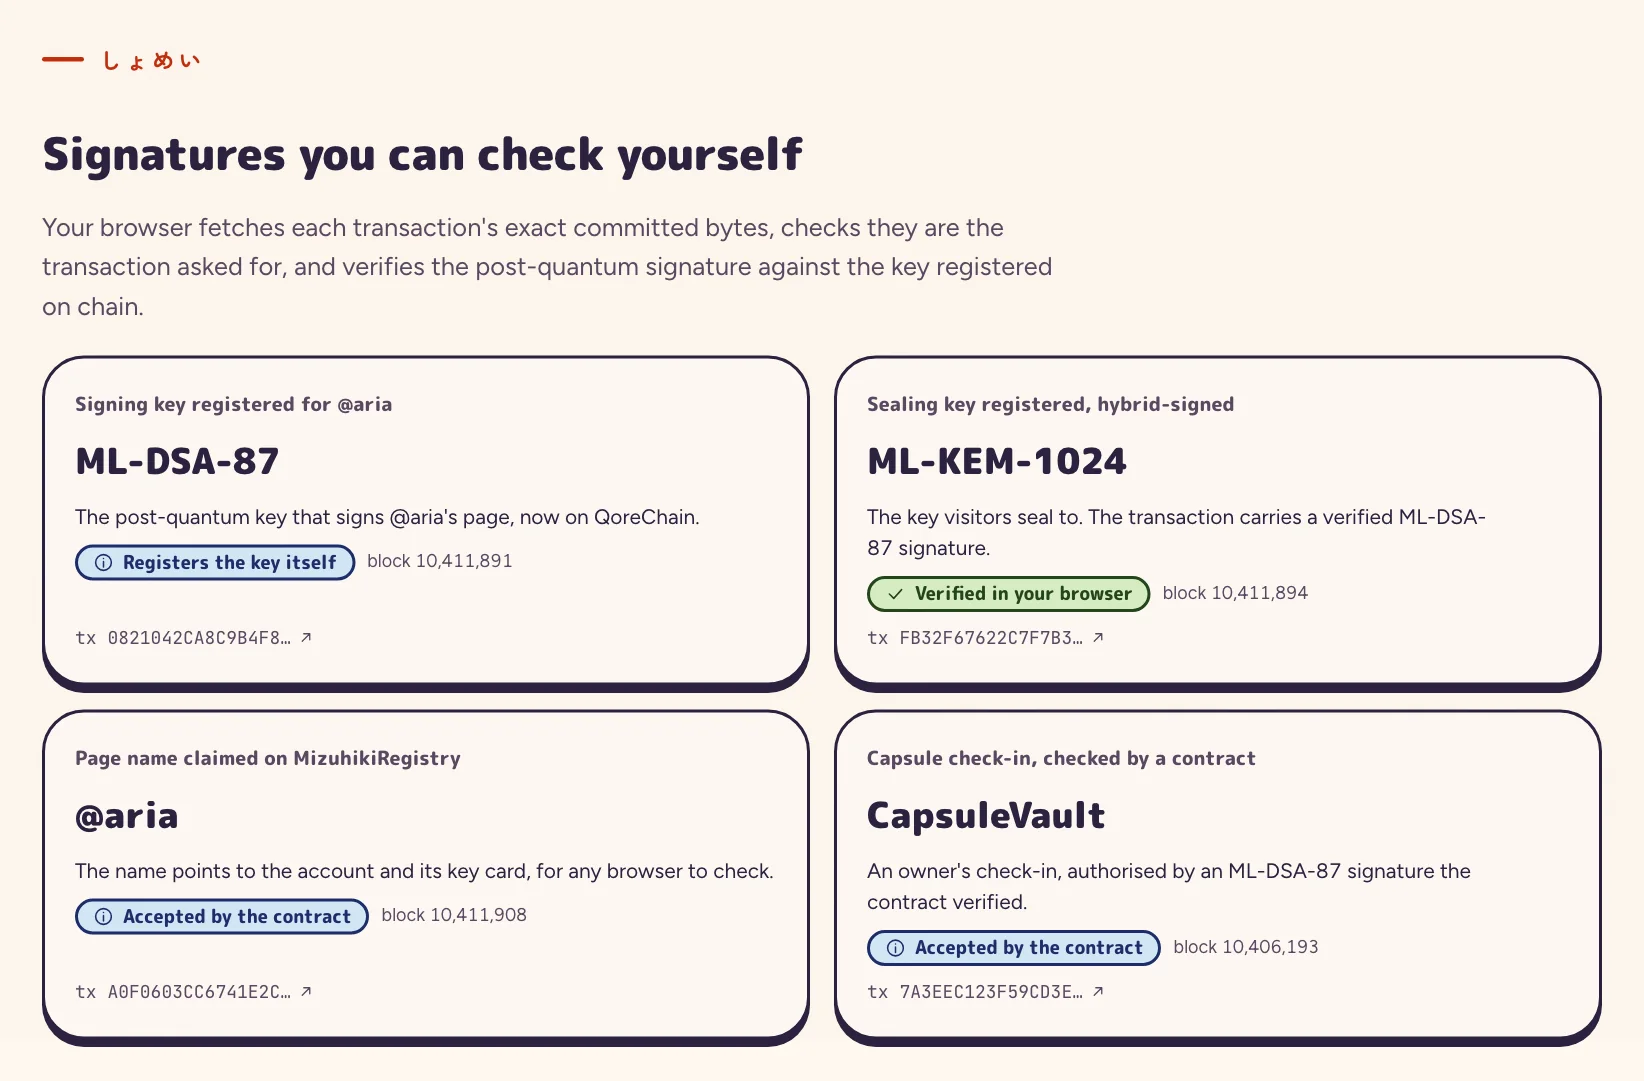 しょめい
Signatures you can check yourself
Your browser fetches each transaction's exact committed bytes, checks they are the
transaction asked for, and verifies the post-quantum signature against the key registered
on chain.
Signing key registered for @aria
ML-DSA-87
The post-quantum key that signs @aria's page, now on QoreChain.
Registers the key itself block 10,411,891
tx 0821042CA8C9B4F8… ↗
Sealing key registered, hybrid-signed
ML-KEM-1024
The key visitors seal to. The transaction carries a verified ML-DSA-
87 signature.
Verified in your browser block 10,411,894
tx FB32F67622C7F7B3… ↗
Page name claimed on MizuhikiRegistry
@aria
The name points to the account and its key card, for any browser to check.
Accepted by the contract block 10,411,908
tx A0F0603CC6741E2C… ↗
Capsule check-in, checked by a contract
CapsuleVault
An owner's check-in, authorised by an ML-DSA-87 signature the
contract verified.
Accepted by the contract block 10,406,193
tx 7A3EEC123F59CD3E… ↗